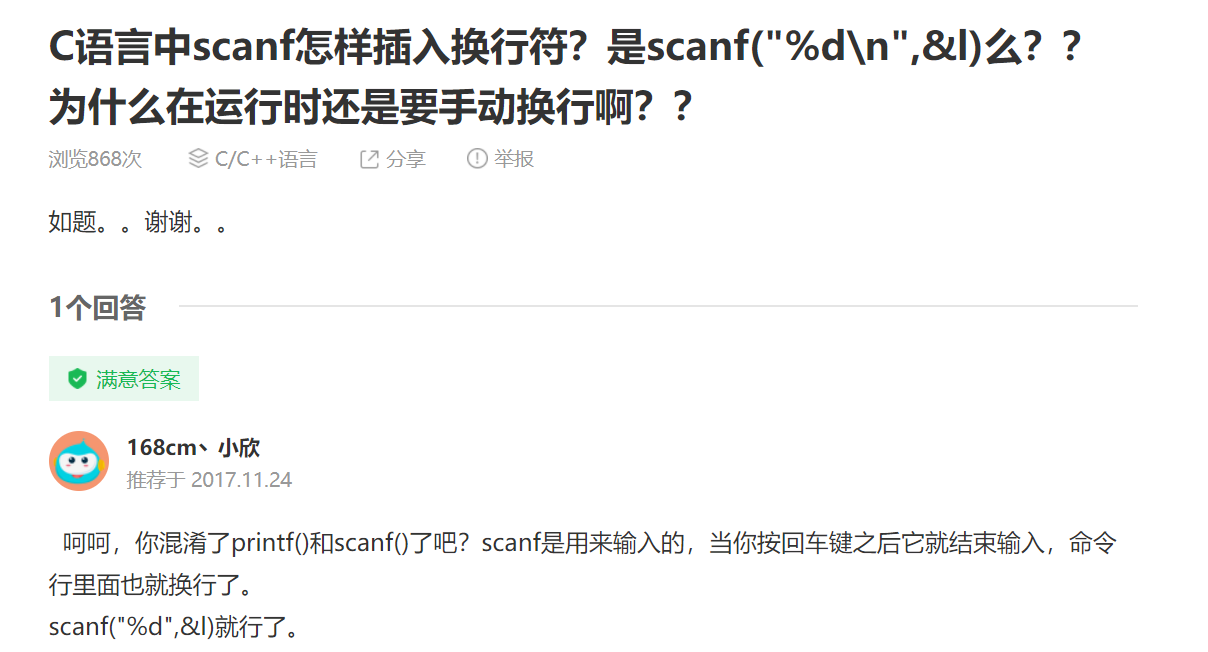 C语言中scanf怎样插入换行符？是scanf("%d\n",&l)么？？
为什么在运行时还是要手动换行啊？？
浏览868次 C/C++语言 分享 举报
如题。。谢谢。。
1个回答
满意答案
168cm、小欣
推荐于 2017.11.24
呵呵，你混淆了printf()和scanf()了吧？scanf是用来输入的，当你按回车键之后它就结束输入，命令
行里面也就换行了。
scanf("%d",&l)就行了。